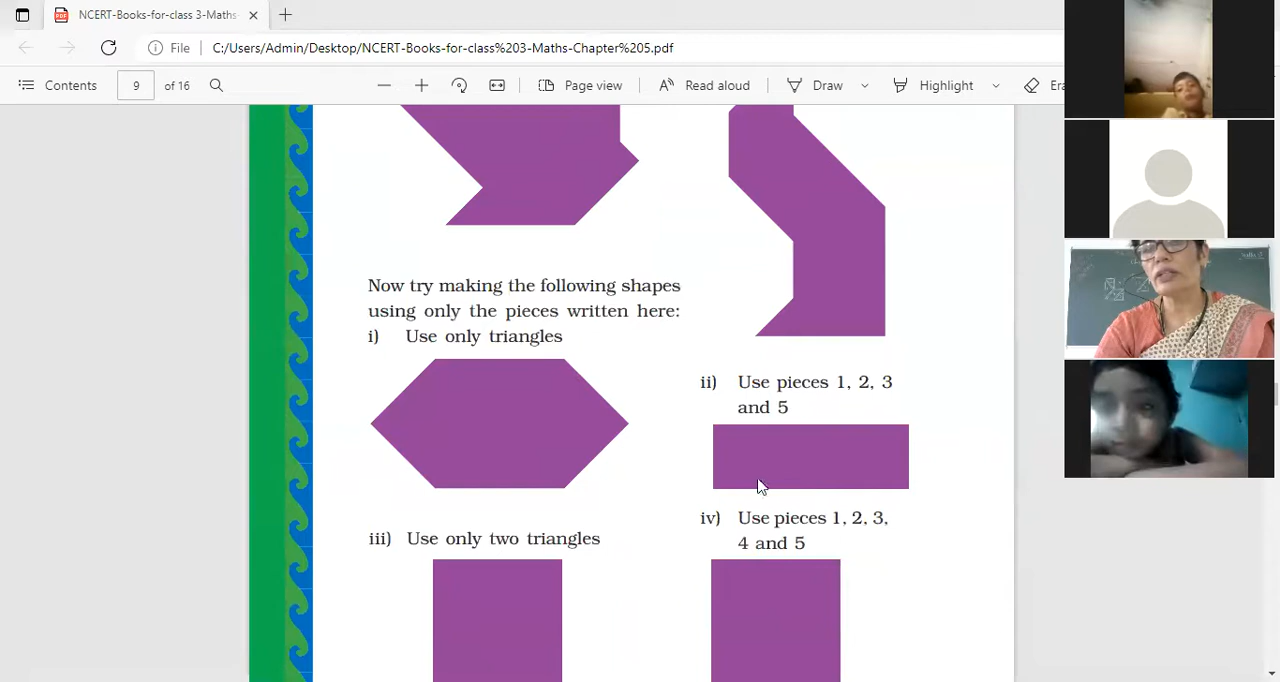 NCERT-Books-for-class 3-Maths-
File
C:/Users/Admin/Desktop/NCERT-Books-for-class%203-Maths-Chapter%205.pdf
Contents
9 of 16
Page view
Read aloud
Draw
Highlight
Era
Now try making the following shapes
using only the pieces written here:
i) Use only triangles
ii) Use pieces 1, 2, 3
and 5
iii) Use only two triangles
iv) Use pieces 1, 2, 3,
4 and 5